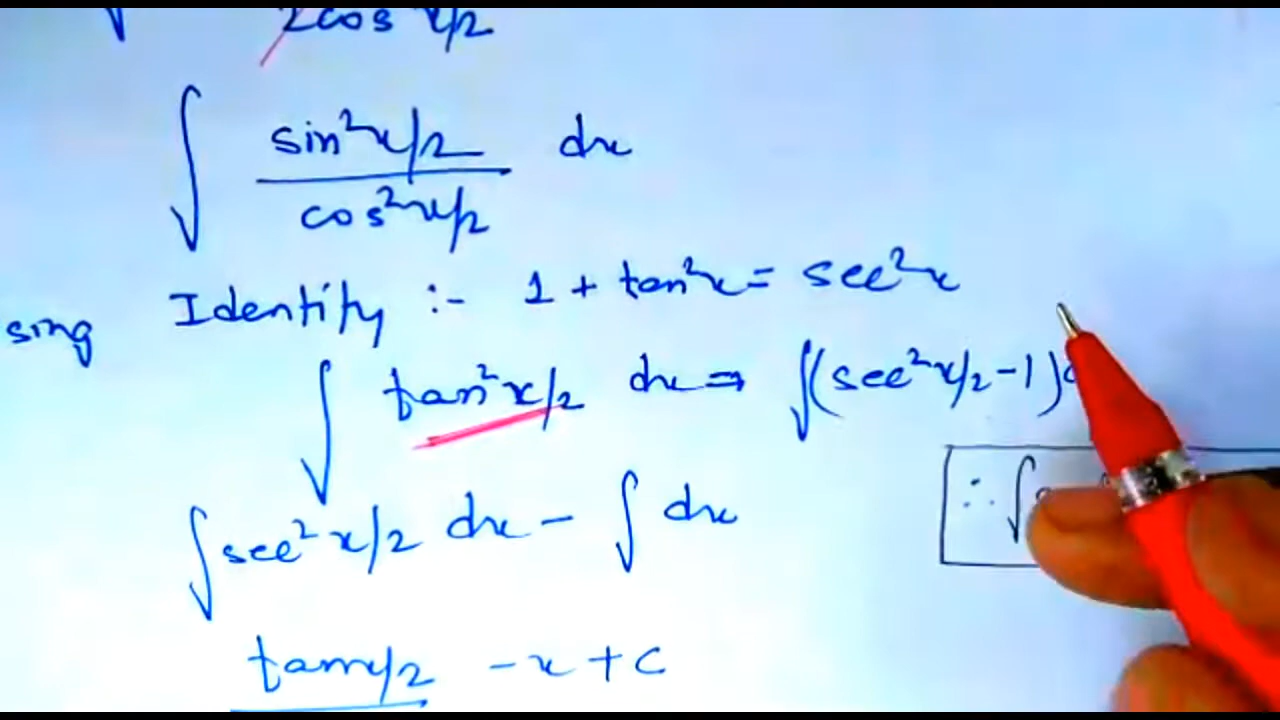 2cos x/2
∫ sin²x/2 dx
cos²x/2
sing Identity :- 1 + tan²x = sec²x
∫ tan²x/2 dx ⇒ ∫(sec²x/2 - 1)
∫sec²x/2 dx - ∫ dx
∴ ∫
tanx/2 - x + c